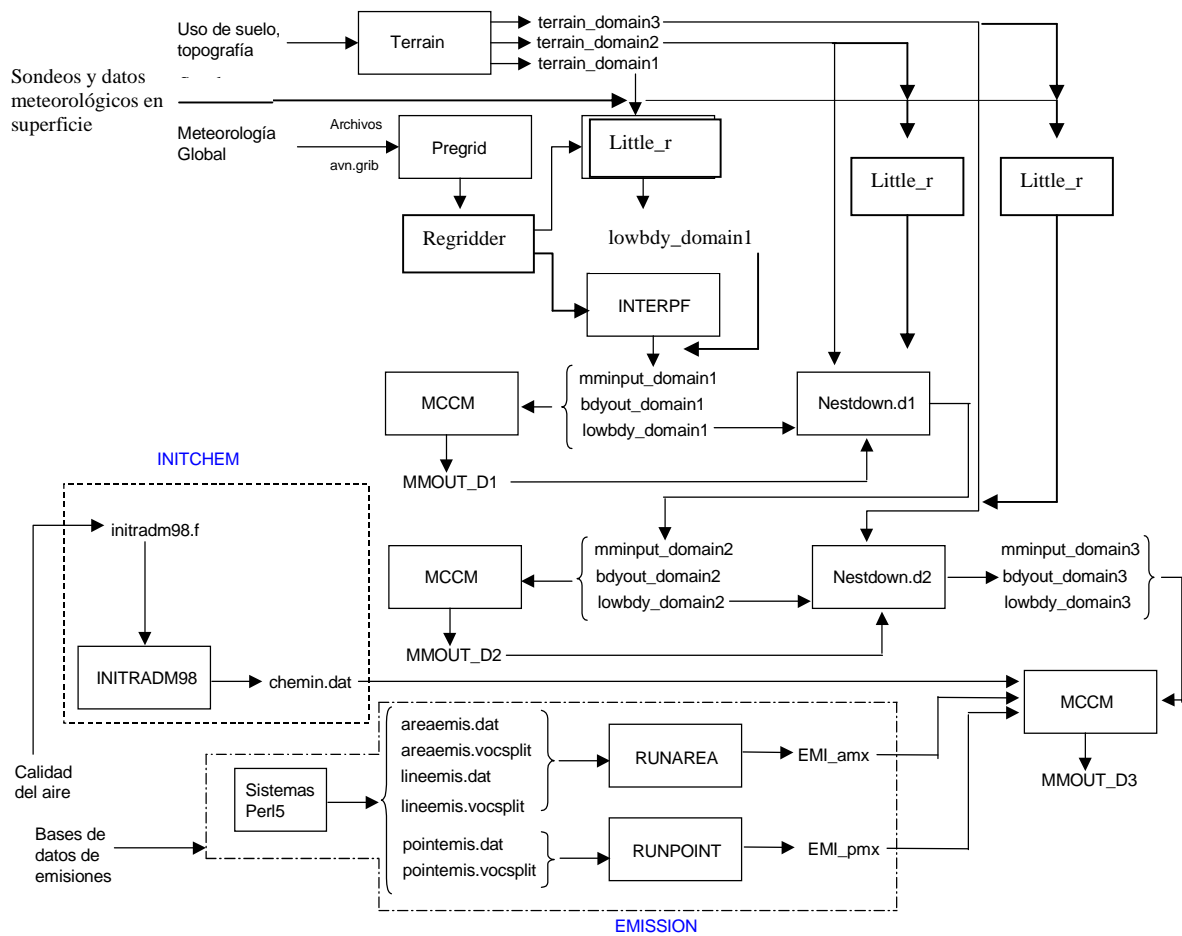 Uso de suelo,
topografía
Terrain
terrain_domain3
terrain_domain2
terrain_domain1
Sondeos y datos
meteorológicos en
superficie
Meteorología
Global
Archivos
avn.grib
Pregrid
Little_r
Little_r
Little_r
Regridder
lowbdy_domain1
INTERPF
MCCM
mminput_domain1
bdyout_domain1
lowbdy_domain1
Nestdown.d1
MMOUT_D1
INITCHEM
initradm98.f
MCCM
mminput_domain2
bdyout_domain2
lowbdy_domain2
Nestdown.d2
mminput_domain3
bdyout_domain3
lowbdy_domain3
MMOUT_D2
INITRADM98
chemin.dat
MCCM
MMOUT_D3
Calidad
del aire
Bases de
datos de
emisiones
Sistemas
Perl5
areaemis.dat
areaemis.vocsplit
lineemis.dat
lineemis.vocsplit
RUNAREA
EMI_amx
pointemis.dat
pointemis.vocsplit
RUNPOINT
EMI_pmx
EMISSION